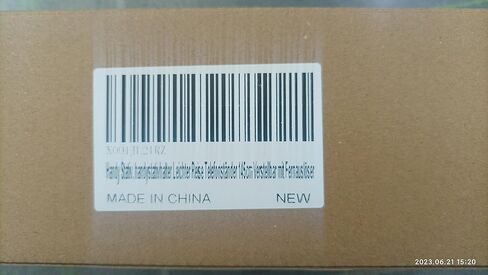 Handy Stativ, handystativhalter Leichter Reise Telefonständer 145cm Verstellbar mit Fernauslöser
MADE IN CHINA NEW
2023.06.21 15:20